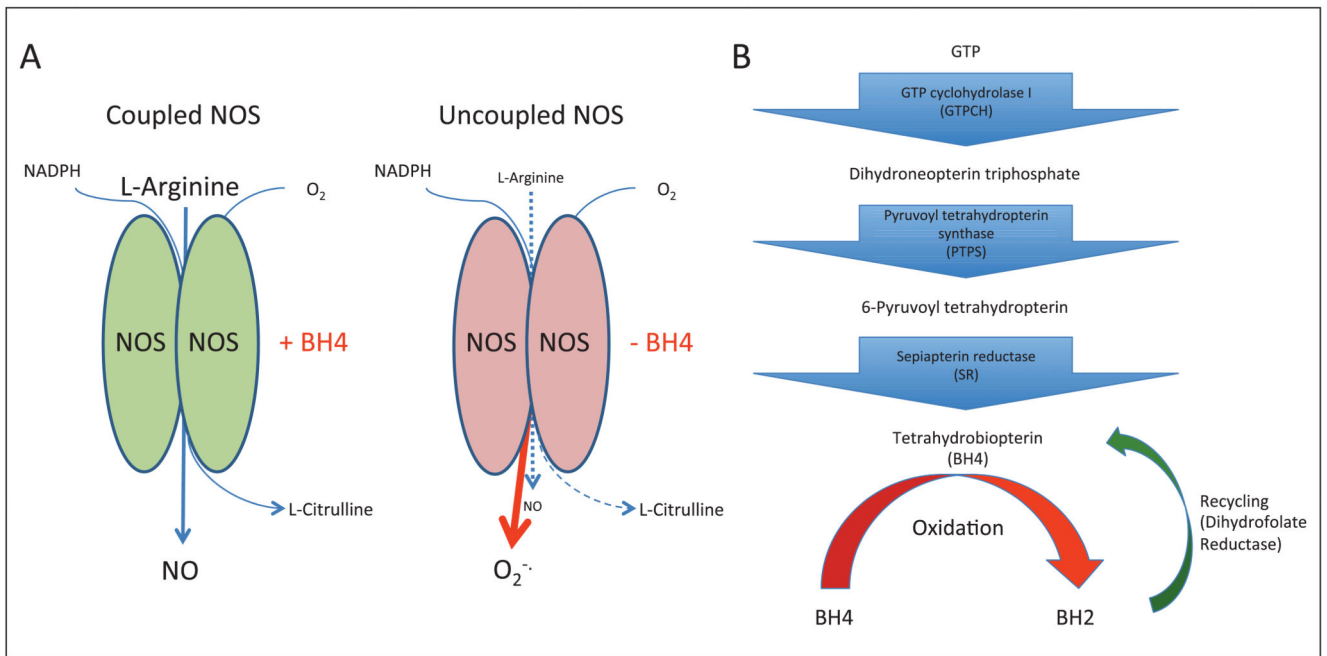 A
Coupled NOS
NADPH
L-Arginine
O₂
NOS
NOS
+ BH4
L-Citrulline
NO
Uncoupled NOS
NADPH
L-Arginine
O₂
NOS
NOS
- BH4
NO
L-Citrulline
O₂⁻·
B
GTP
GTP cyclohydrolase I
(GTPCH)
Dihydroneopterin triphosphate
Pyruvoyl tetrahydropterin
synthase
(PTPS)
6-Pyruvoyl tetrahydropterin
Sepiapterin reductase
(SR)
Tetrahydrobiopterin
(BH4)
Oxidation
Recycling
(Dihydrofolate
Reductase)
BH4
BH2